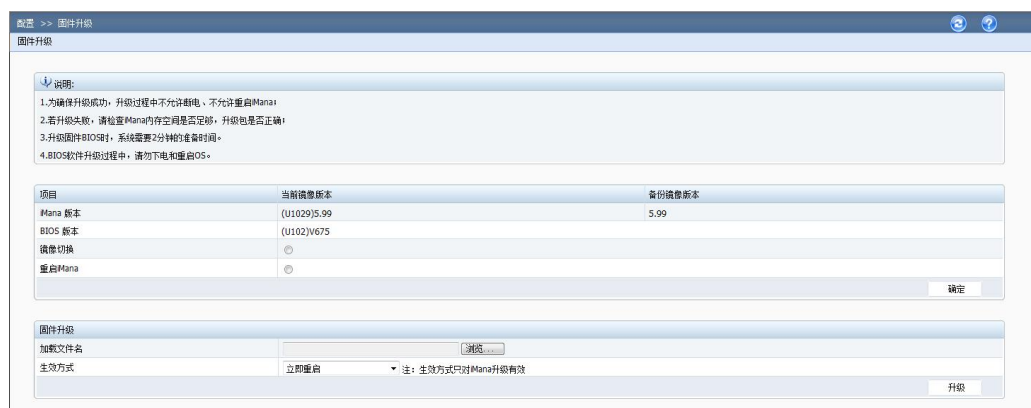 配置 >> 固件升级
固件升级
说明:
1.为确保升级成功，升级过程中不允许断电、不允许重启iMana；
2.若升级失败，请检查iMana内存空间是否足够，升级包是否正确；
3.升级固件BIOS时，系统需要2分钟的准备时间。
4.BIOS软件升级过程中，请勿下电和重启OS。
项目 当前镜像版本 备份镜像版本
iMana 版本 (U1029)5.99 5.99
BIOS 版本 (U102)V675
镜像切换
重启iMana
确定
固件升级
加载文件名 浏览...
生效方式 立即重启 注：生效方式只对iMana升级有效
升级